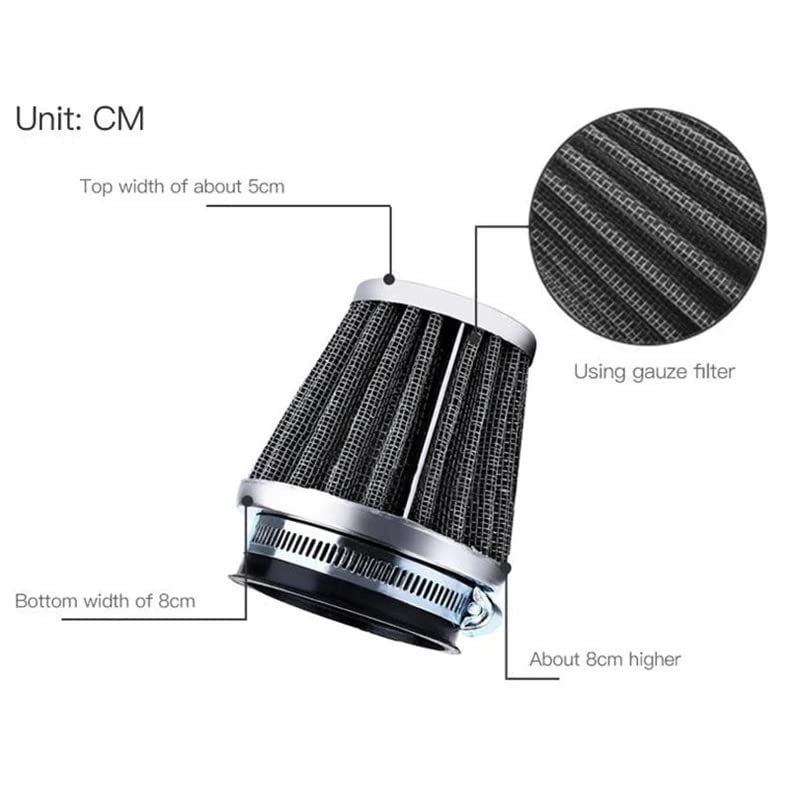 Unit: CM
Top width of about 5cm
Using gauze filter
Bottom width of 8cm
About 8cm higher